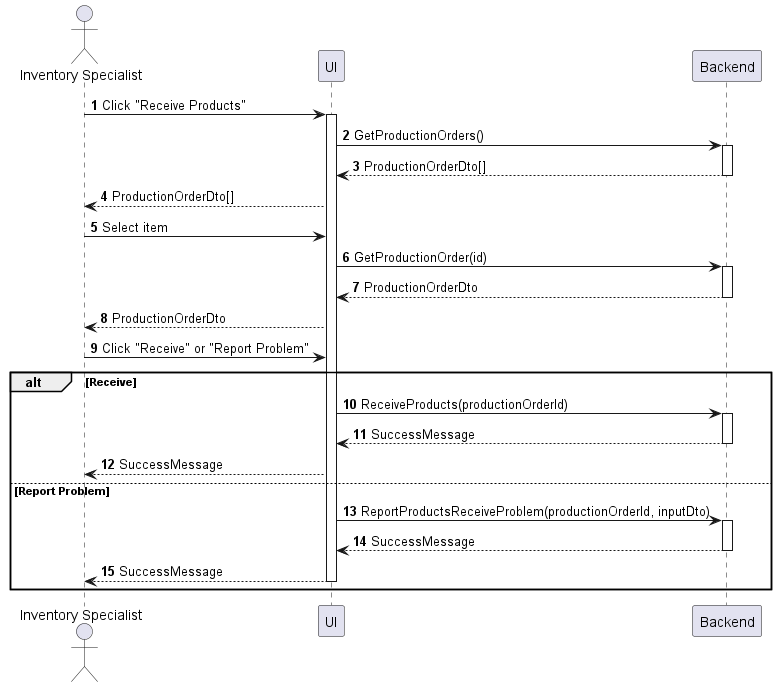 Inventory Specialist
UI
Backend
1 Click "Receive Products"
2 GetProductionOrders()
3 ProductionOrderDto[]
4 ProductionOrderDto[]
5 Select item
6 GetProductionOrder(id)
7 ProductionOrderDto
8 ProductionOrderDto
9 Click "Receive" or "Report Problem"
alt [Receive]
10 ReceiveProducts(productionOrderId)
11 SuccessMessage
12 SuccessMessage
[Report Problem]
13 ReportProductsReceiveProblem(productionOrderId, inputDto)
14 SuccessMessage
15 SuccessMessage
Inventory Specialist
UI
Backend